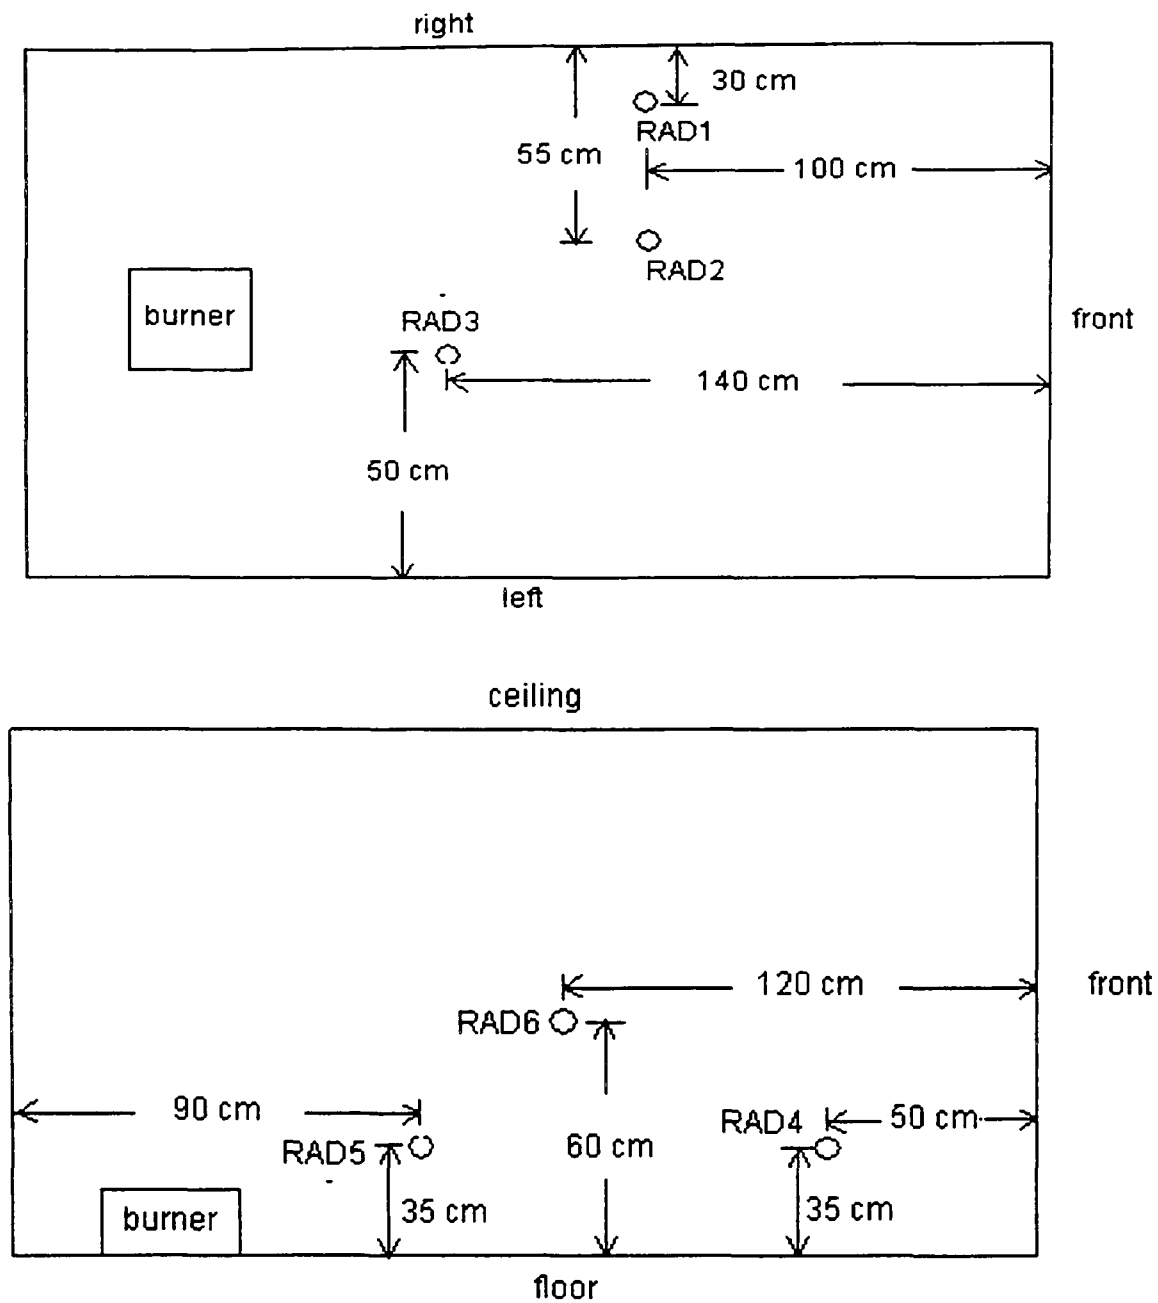 right
30 cm
RAD1
55 cm
100 cm
RAD2
burner
front
RAD3
140 cm
50 cm
left
ceiling
120 cm
front
RAD6
90 cm
RAD4
50 cm
RAD5
60 cm
burner
35 cm
35 cm
floor